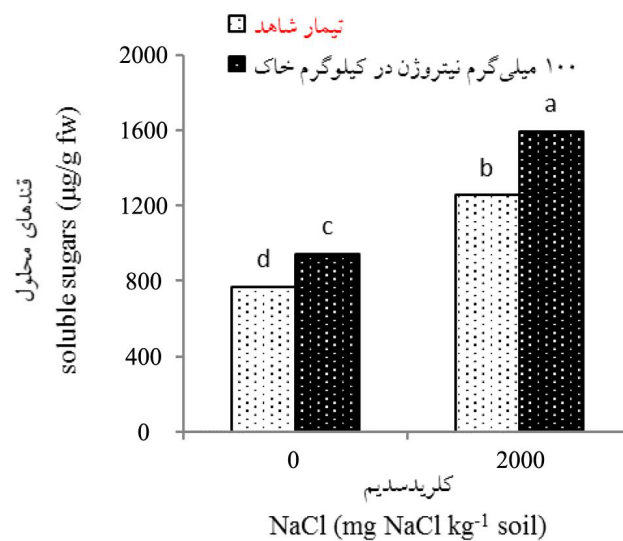 تیمار شاهد
۱۰۰ میلی‌گرم نیتروژن در کیلوگرم خاک
قندهای محلول
soluble sugars (µg/g fw)
2000
1600
1200
800
400
0
d
c
b
a
0
2000
کلریدسدیم
NaCl (mg NaCl kg⁻¹ soil)